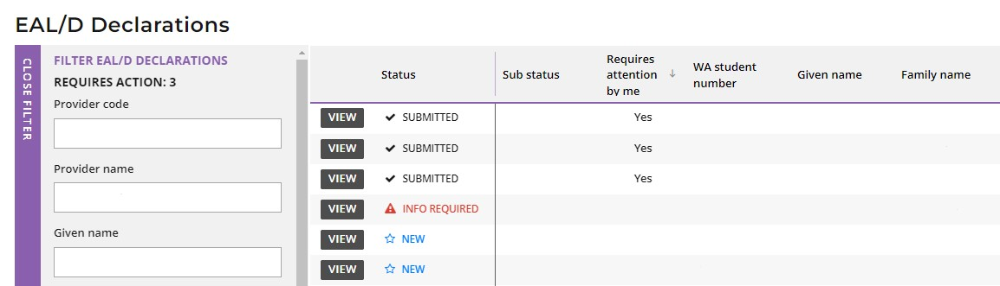 EAL/D Declarations
CLOSE FILTER
FILTER EAL/D DECLARATIONS
REQUIRES ACTION: 3
Provider code
Provider name
Given name
Status
Sub status
Requires
attention
by me
WA student
number
Given name
Family name
VIEW SUBMITTED Yes
VIEW SUBMITTED Yes
VIEW SUBMITTED Yes
VIEW INFO REQUIRED
VIEW NEW
VIEW NEW